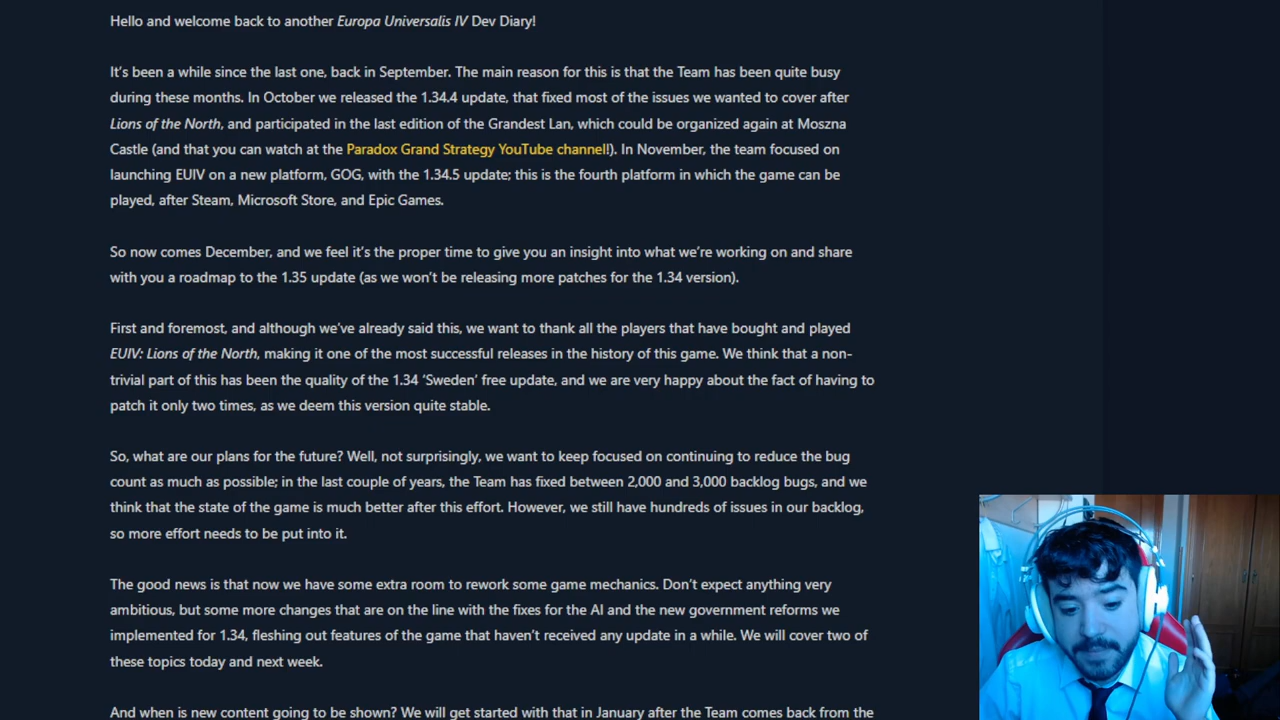 Hello and welcome back to another Europa Universalis IV Dev Diary!
It's been a while since the last one, back in September. The main reason for this is that the Team has been quite busy
during these months. In October we released the 1.34.4 update, that fixed most of the issues we wanted to cover after
Lions of the North, and participated in the last edition of the Grandest Lan, which could be organized again at Moszna
Castle (and that you can watch at the Paradox Grand Strategy YouTube channel!). In November, the team focused on
launching EUIV on a new platform, GOG, with the 1.34.5 update; this is the fourth platform in which the game can be
played, after Steam, Microsoft Store, and Epic Games.
So now comes December, and we feel it's the proper time to give you an insight into what we're working on and share
with you a roadmap to the 1.35 update (as we won't be releasing more patches for the 1.34 version).
First and foremost, and although we've already said this, we want to thank all the players that have bought and played
EUIV: Lions of the North, making it one of the most successful releases in the history of this game. We think that a non-
trivial part of this has been the quality of the 1.34 ‘Sweden’ free update, and we are very happy about the fact of having to
patch it only two times, as we deem this version quite stable.
So, what are our plans for the future? Well, not surprisingly, we want to keep focused on continuing to reduce the bug
count as much as possible; in the last couple of years, the Team has fixed between 2,000 and 3,000 backlog bugs, and we
think that the state of the game is much better after this effort. However, we still have hundreds of issues in our backlog,
so more effort needs to be put into it.
The good news is that now we have some extra room to rework some game mechanics. Don't expect anything very
ambitious, but some more changes that are on the line with the fixes for the AI and the new government reforms we
implemented for 1.34, fleshing out features of the game that haven't received any update in a while. We will cover two of
these topics today and next week.
And when is new content going to be shown? We will get started with that in January after the Team comes back from the